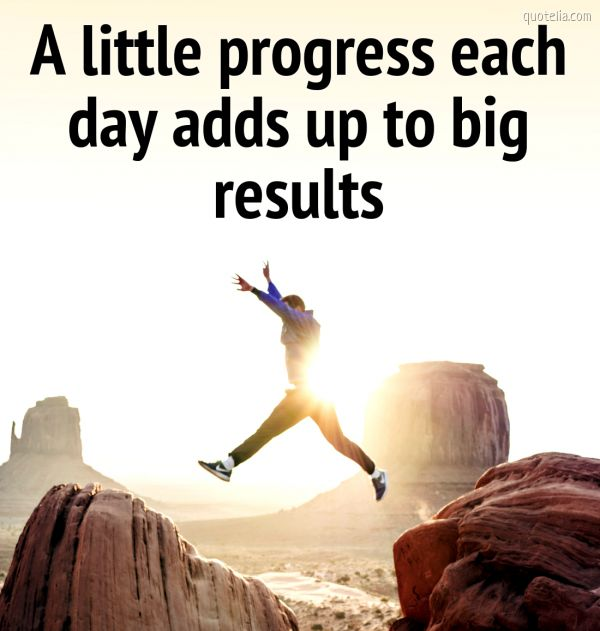 quotelia.com
A little progress each
day adds up to big
results